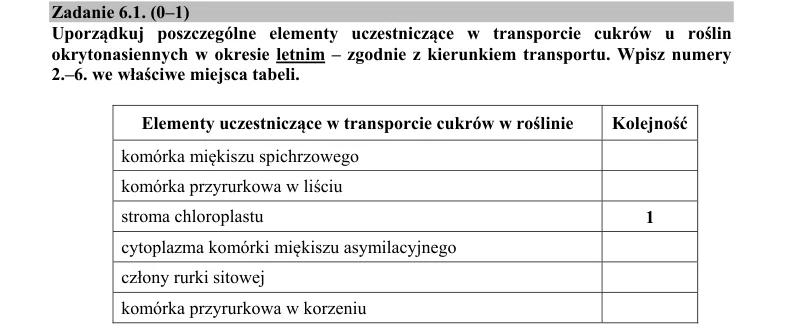 Zadanie 6.1. (0–1)
Uporządkuj poszczególne elementy uczestniczące w transporcie cukrów u roślin
okrytonasiennych w okresie letnim – zgodnie z kierunkiem transportu. Wpisz numery
2.–6. we właściwe miejsca tabeli.
Elementy uczestniczące w transporcie cukrów w roślinie Kolejność
komórka miękiszu spichrzowego
komórka przyrurkowa w liściu
stroma chloroplastu 1
cytoplazma komórki miękiszu asymilacyjnego
człony rurki sitowej
komórka przyrurkowa w korzeniu